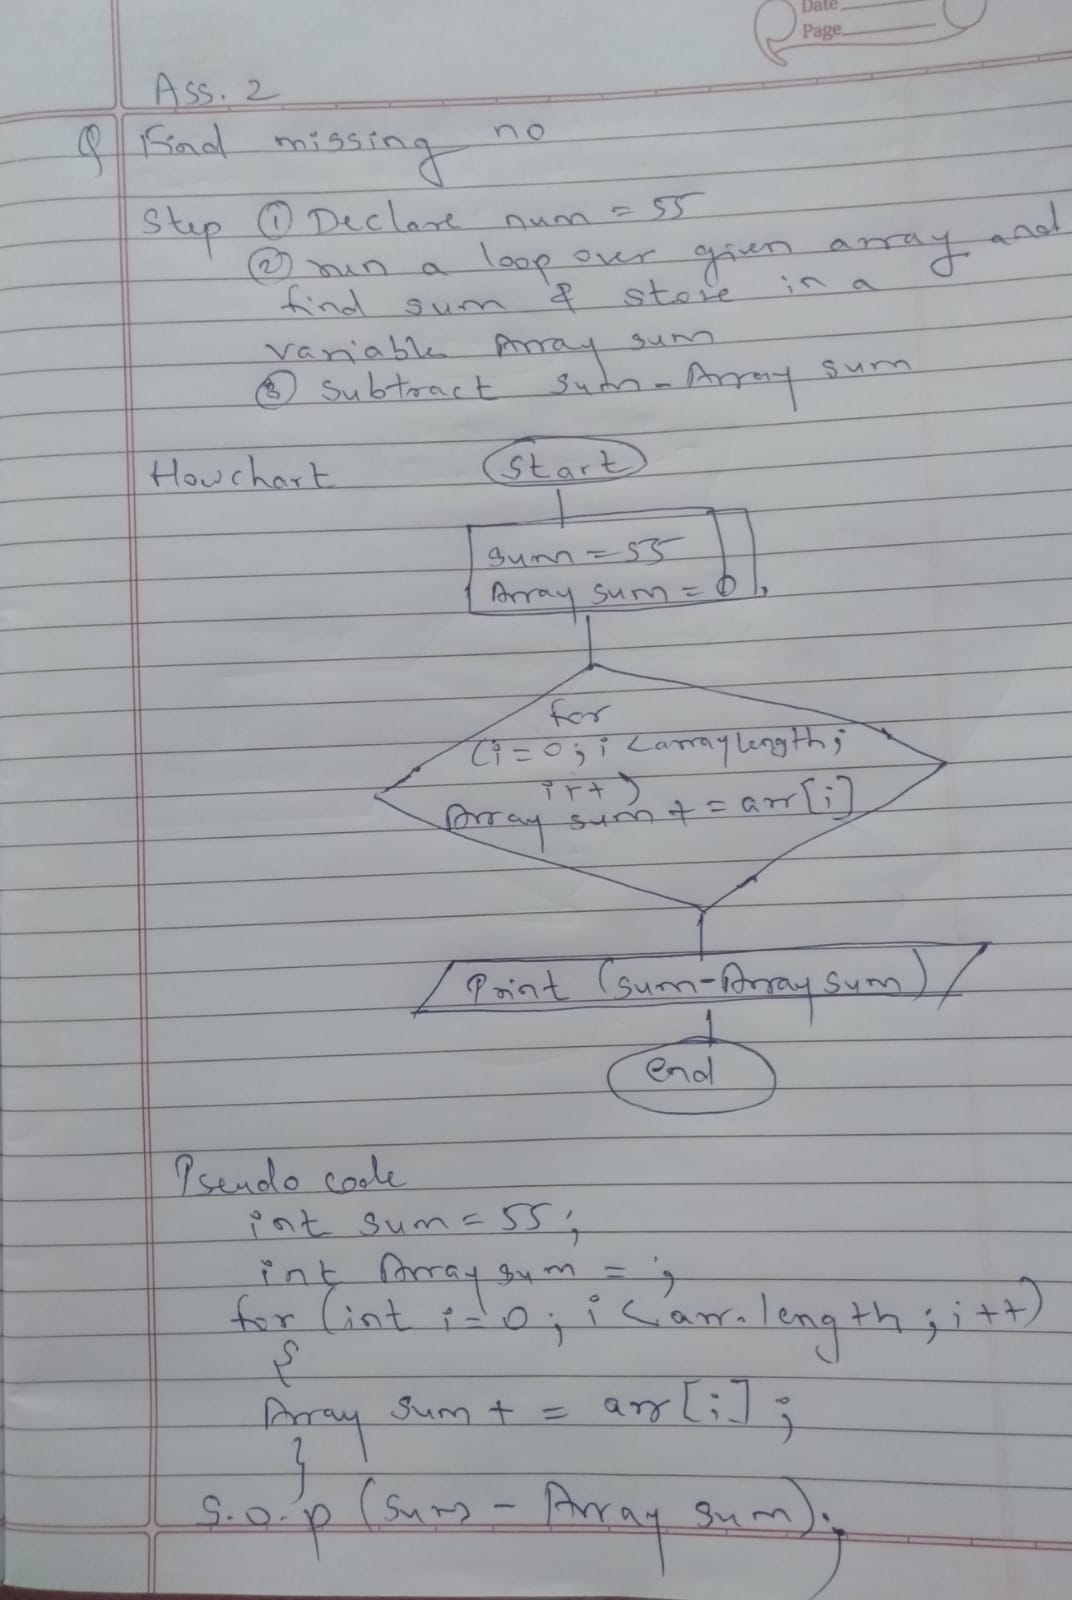 Date
Page
Ass. 2
Q Find missing no
Step ① Declare num = 55
② run a loop over given array and
find sum & store in a
variable Array sum
③ Subtract sum - Array sum
Flowchart
Start
sum = 55
Array sum = 0
for
(i = 0; i < array length;
i++)
Array sum += arr[i]
Print (sum - Array sum)
end
Pseudo code
int sum = 55;
int Array sum = ;
for (int i = 0; i < arr.length; i++)
{
Array sum += arr[i];
}
S.o.p (Sum - Array sum);